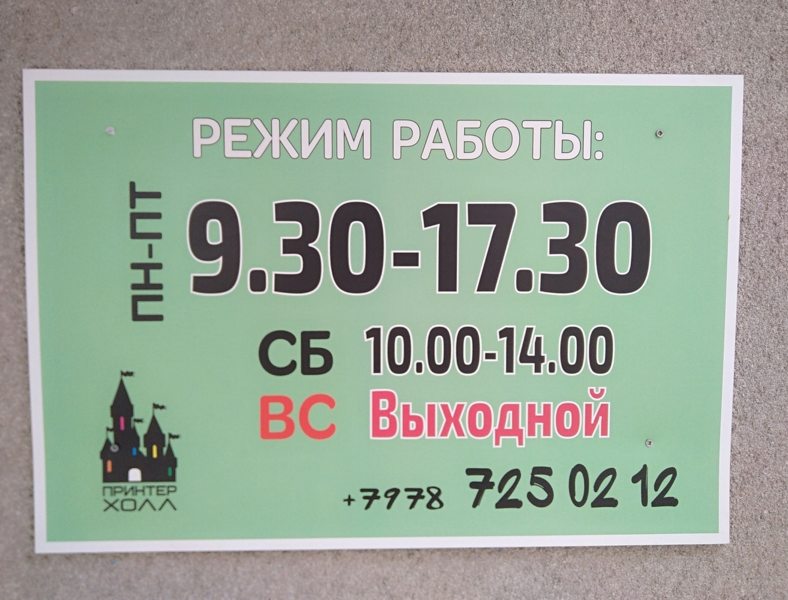 РЕЖИМ РАБОТЫ:
ПН-ПТ 9.30-17.30
СБ 10.00-14.00
ВС Выходной
ПРИНТЕР
ХОЛЛ
+7978 725 02 12